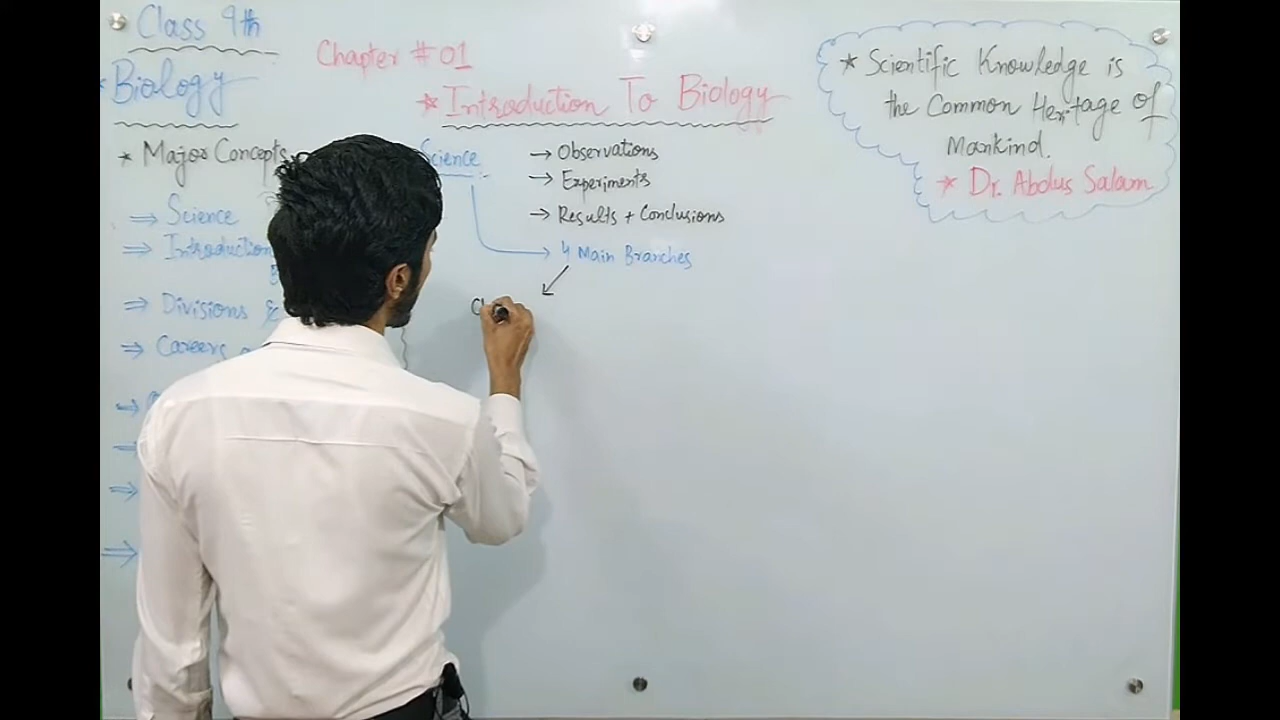 Class 9th
Biology
Chapter # 01
* Introduction To Biology
* Major Concepts
⇒ Science
⇒ Introduction
⇒ Divisions &
⇒ Careers
Science
→ Observations
→ Experiments
→ Results + Conclusions
→ 4 Main Branches
* Scientific Knowledge is
the Common Heritage of
Mankind.
* Dr. Abdus Salam